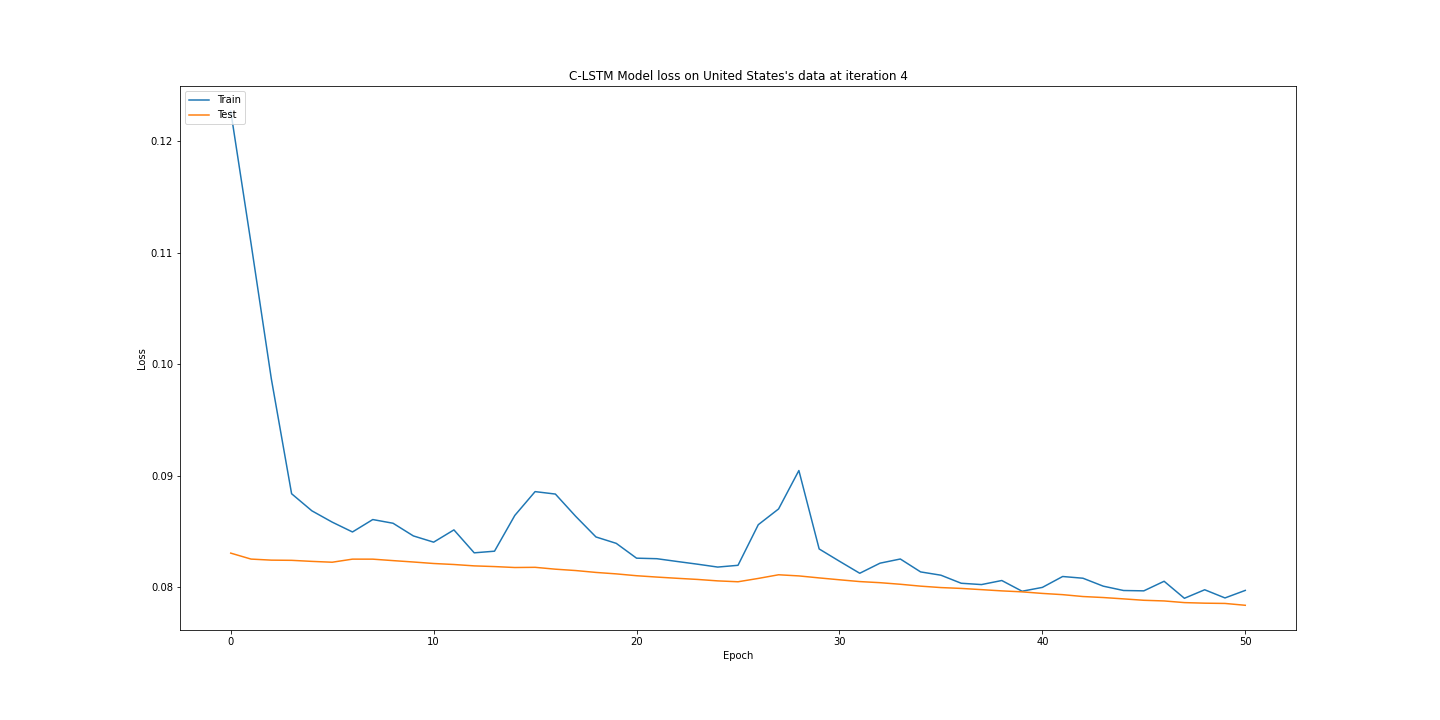 C-LSTM Model loss on United States's data at iteration 4
Train
Test
0.12
0.11
0.10
0.09
0.08
Loss
0 10 20 30 40 50
Epoch